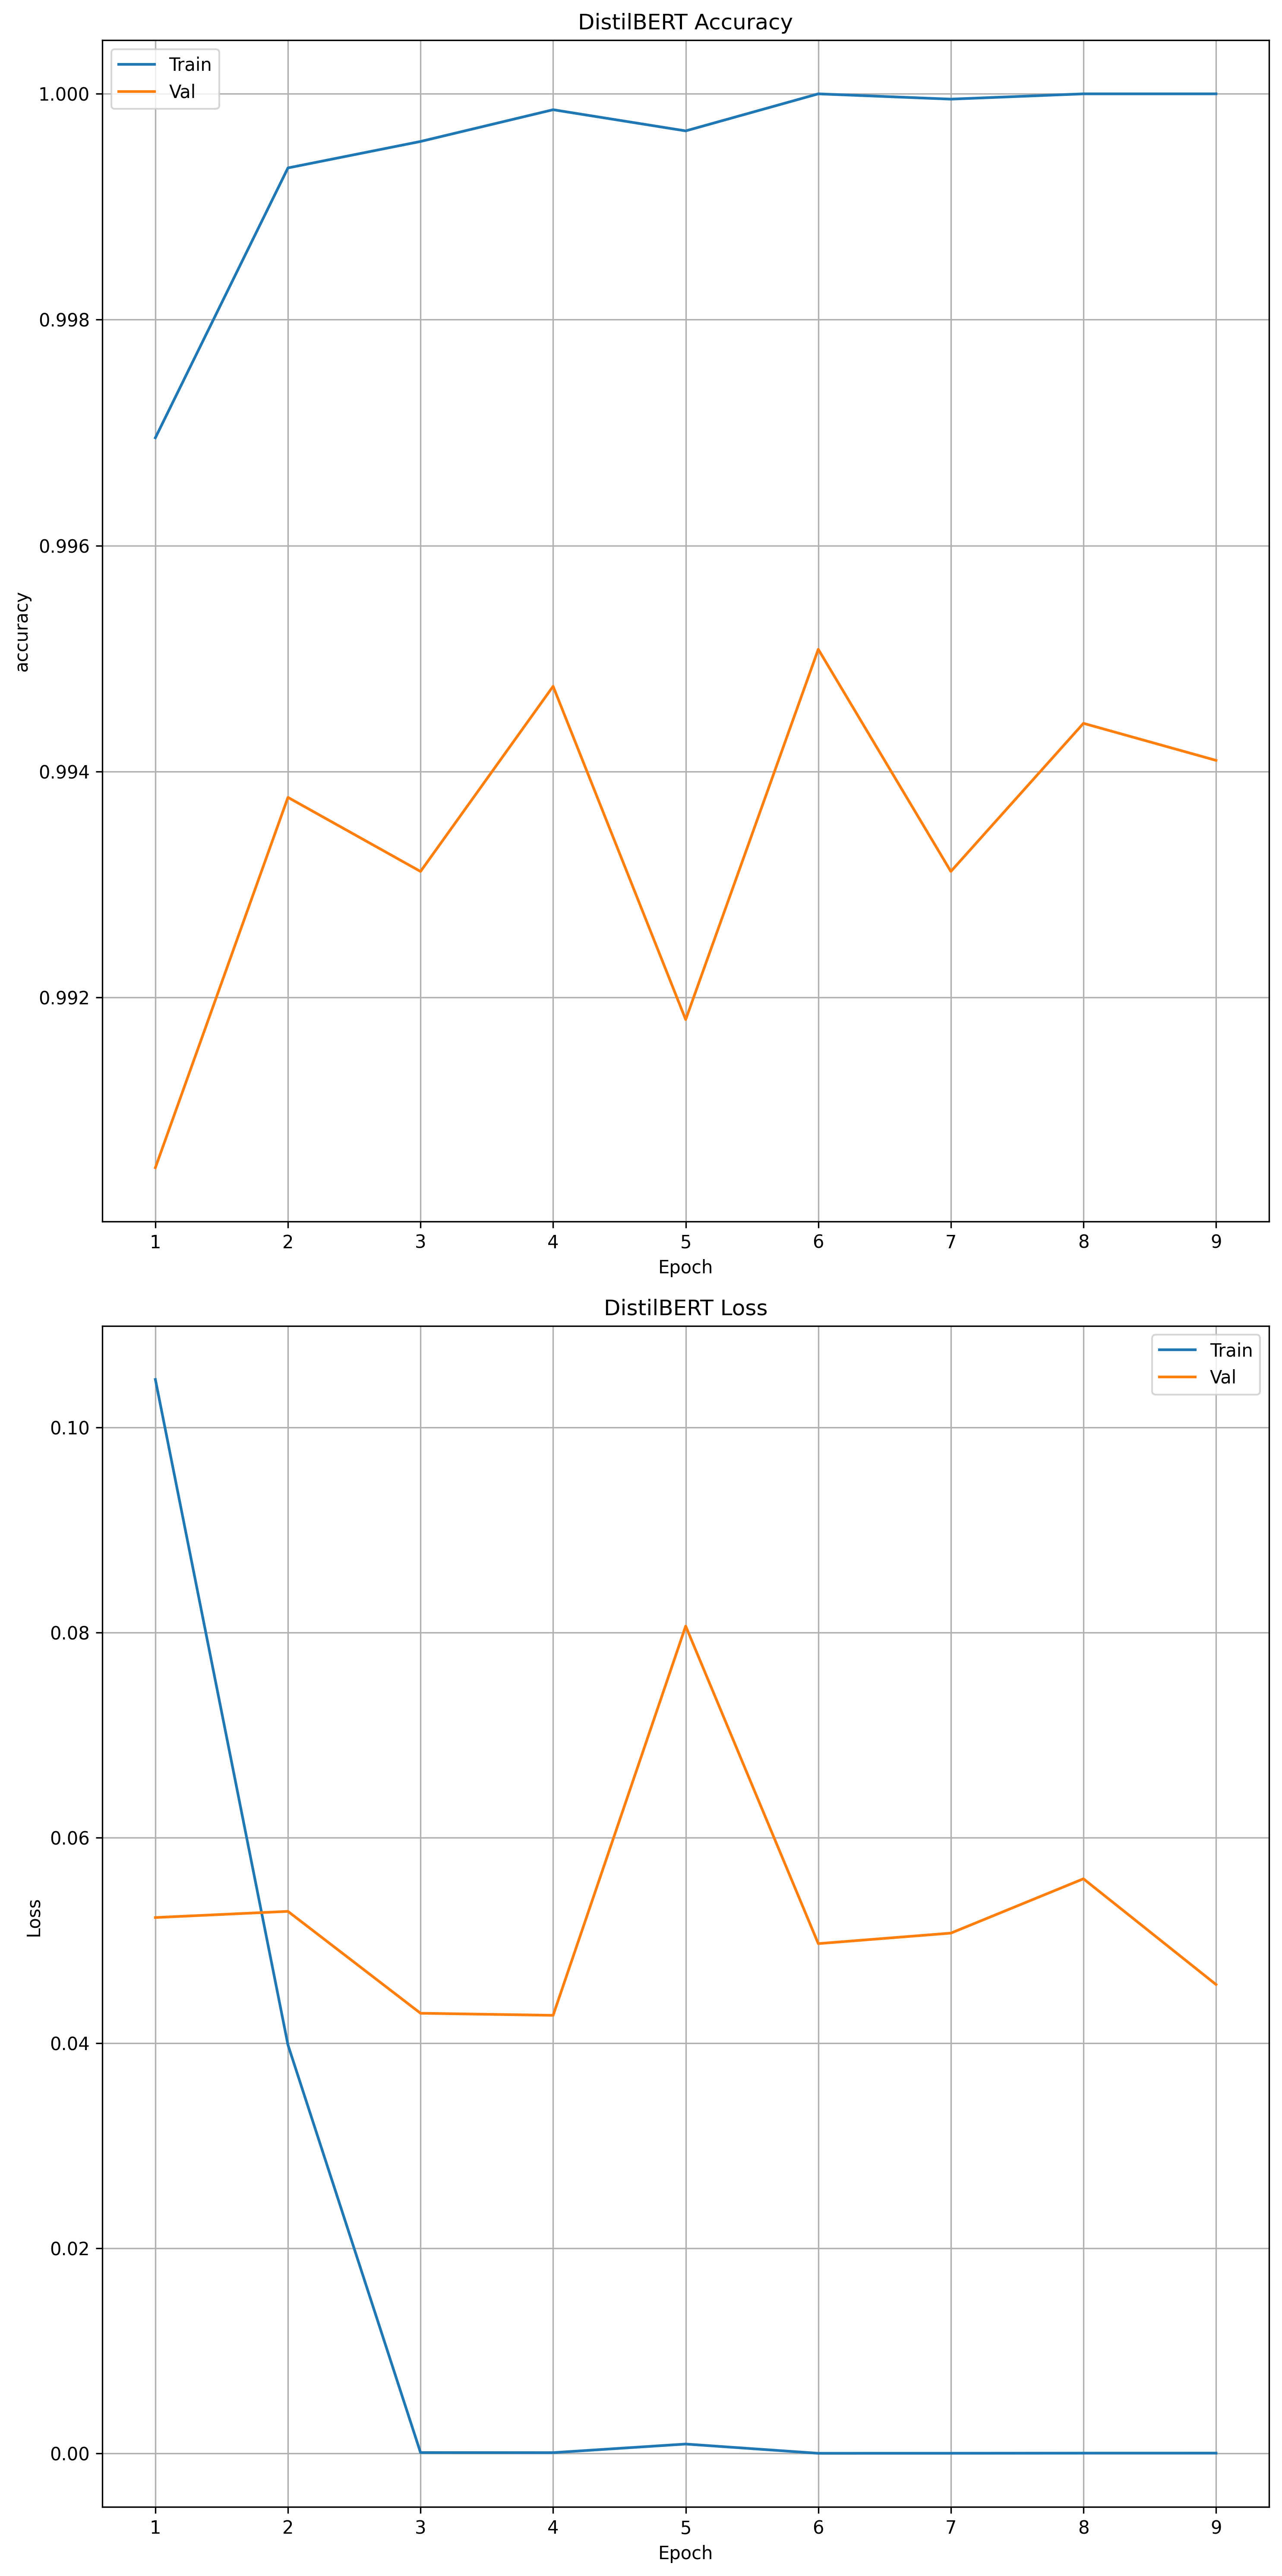 DistilBERT Accuracy
Train
Val
1.000
0.998
0.996
0.994
0.992
accuracy
1 2 3 4 5 6 7 8 9
Epoch
DistilBERT Loss
Train
Val
0.10
0.08
0.06
0.04
0.02
0.00
Loss
1 2 3 4 5 6 7 8 9
Epoch